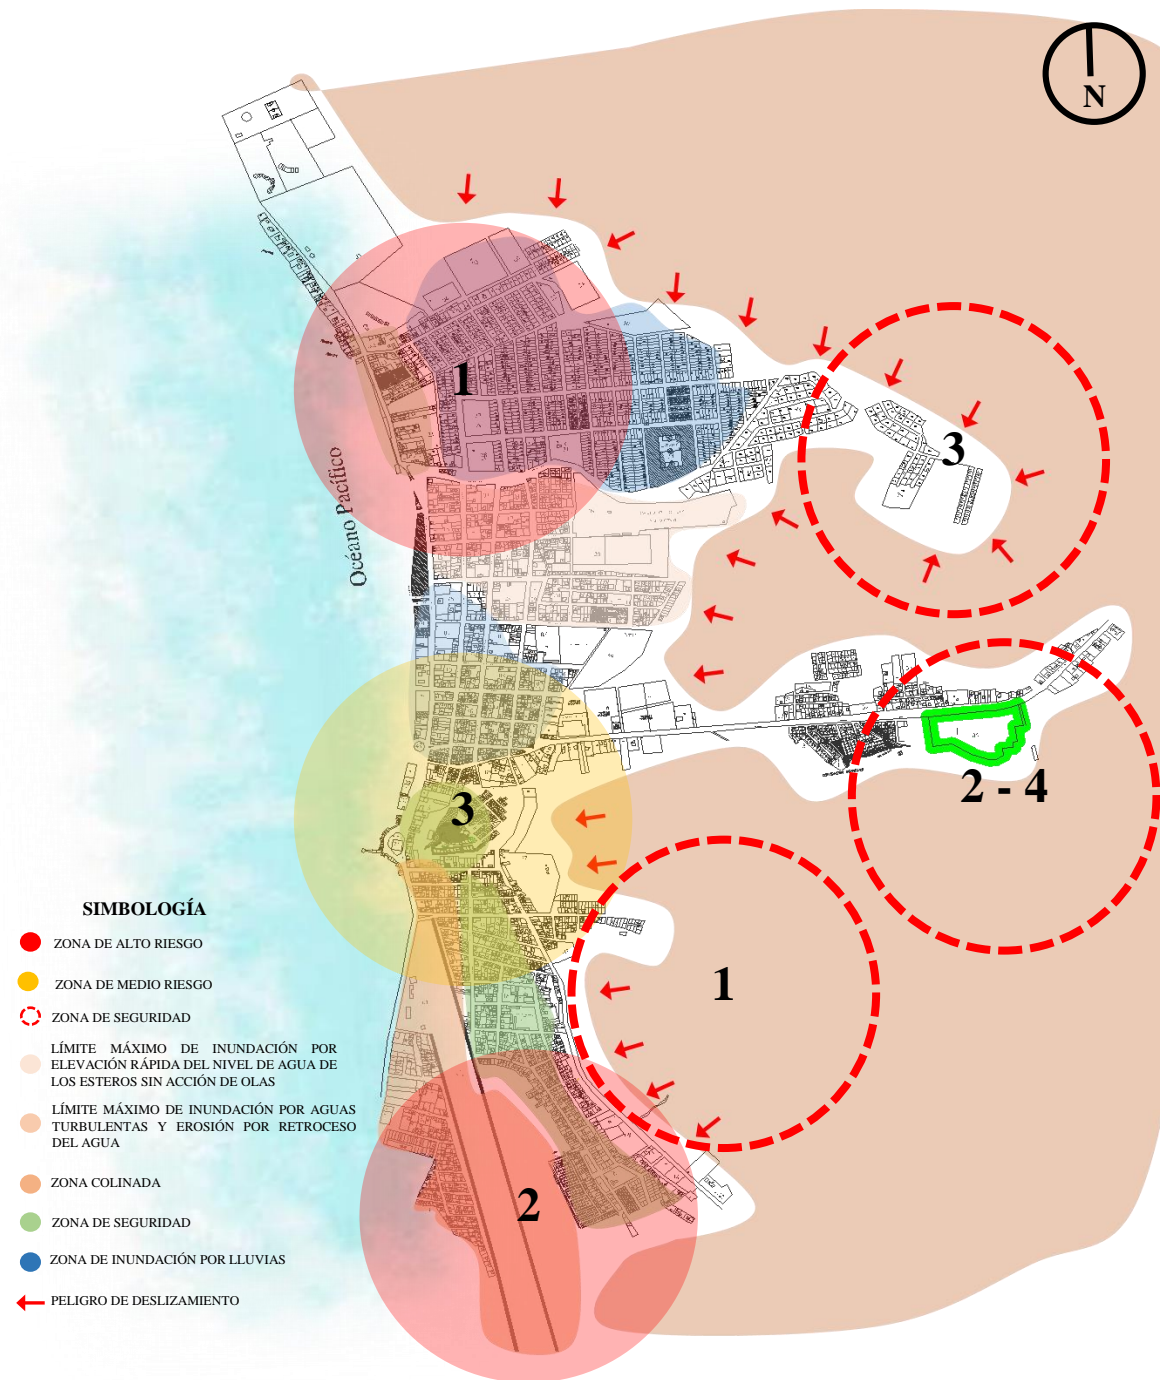 N
1
3
Océano Pacífico
2 - 4
3
1
2
SIMBOLOGÍA
ZONA DE ALTO RIESGO
ZONA DE MEDIO RIESGO
ZONA DE SEGURIDAD
LÍMITE MÁXIMO DE INUNDACIÓN POR
ELEVACIÓN RÁPIDA DEL NIVEL DE AGUA DE
LOS ESTEROS SIN ACCIÓN DE OLAS
LÍMITE MÁXIMO DE INUNDACIÓN POR AGUAS
TURBULENTAS Y EROSIÓN POR RETROCESO
DEL AGUA
ZONA COLINADA
ZONA DE SEGURIDAD
ZONA DE INUNDACIÓN POR LLUVIAS
PELIGRO DE DESLIZAMIENTO